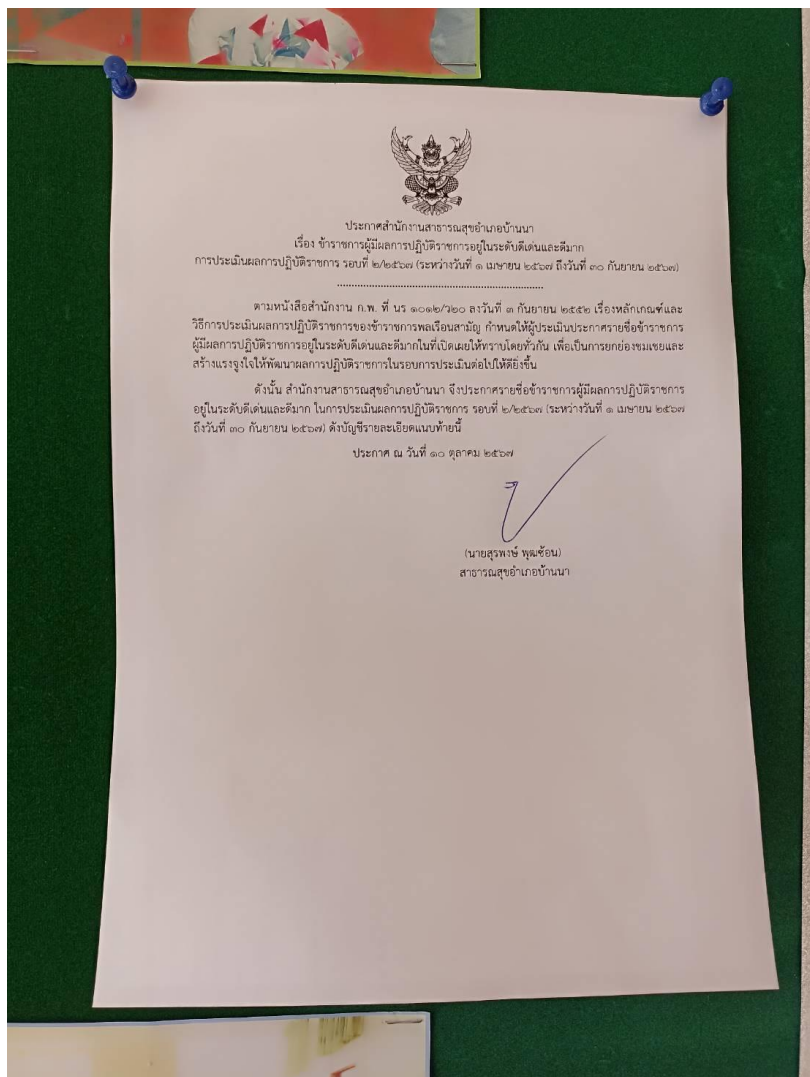 ประกาศสำนักงานสาธารณสุขอำเภอบ้านนา
เรื่อง ข้าราชการผู้มีผลการปฏิบัติราชการอยู่ในระดับดีเด่นและดีมาก
การประเมินผลการปฏิบัติราชการ รอบที่ ๒/๒๕๖๗ (ระหว่างวันที่ ๑ เมษายน ๒๕๖๗ ถึงวันที่ ๓๐ กันยายน ๒๕๖๗)
ตามหนังสือสำนักงาน ก.พ. ที่ นร ๑๐๑๒/ว๒๐ ลงวันที่ ๓ กันยายน ๒๕๕๒ เรื่องหลักเกณฑ์และ
วิธีการประเมินผลการปฏิบัติราชการของข้าราชการพลเรือนสามัญ กำหนดให้ผู้ประเมินประกาศรายชื่อข้าราชการ
ผู้มีผลการปฏิบัติราชการอยู่ในระดับดีเด่นและดีมากในที่เปิดเผยให้ทราบโดยทั่วกัน เพื่อเป็นการยกย่องชมเชยและ
สร้างแรงจูงใจให้พัฒนาผลการปฏิบัติราชการในรอบการประเมินต่อไปให้ดียิ่งขึ้น
ดังนั้น สำนักงานสาธารณสุขอำเภอบ้านนา จึงประกาศรายชื่อข้าราชการผู้มีผลการปฏิบัติราชการ
อยู่ในระดับดีเด่นและดีมาก ในการประเมินผลการปฏิบัติราชการ รอบที่ ๒/๒๕๖๗ (ระหว่างวันที่ ๑ เมษายน ๒๕๖๗
ถึงวันที่ ๓๐ กันยายน ๒๕๖๗) ดังบัญชีรายละเอียดแนบท้ายนี้
ประกาศ ณ วันที่ ๑๐ ตุลาคม ๒๕๖๗
(นายสุรพงษ์ พุฒซ้อน)
สาธารณสุขอำเภอบ้านนา